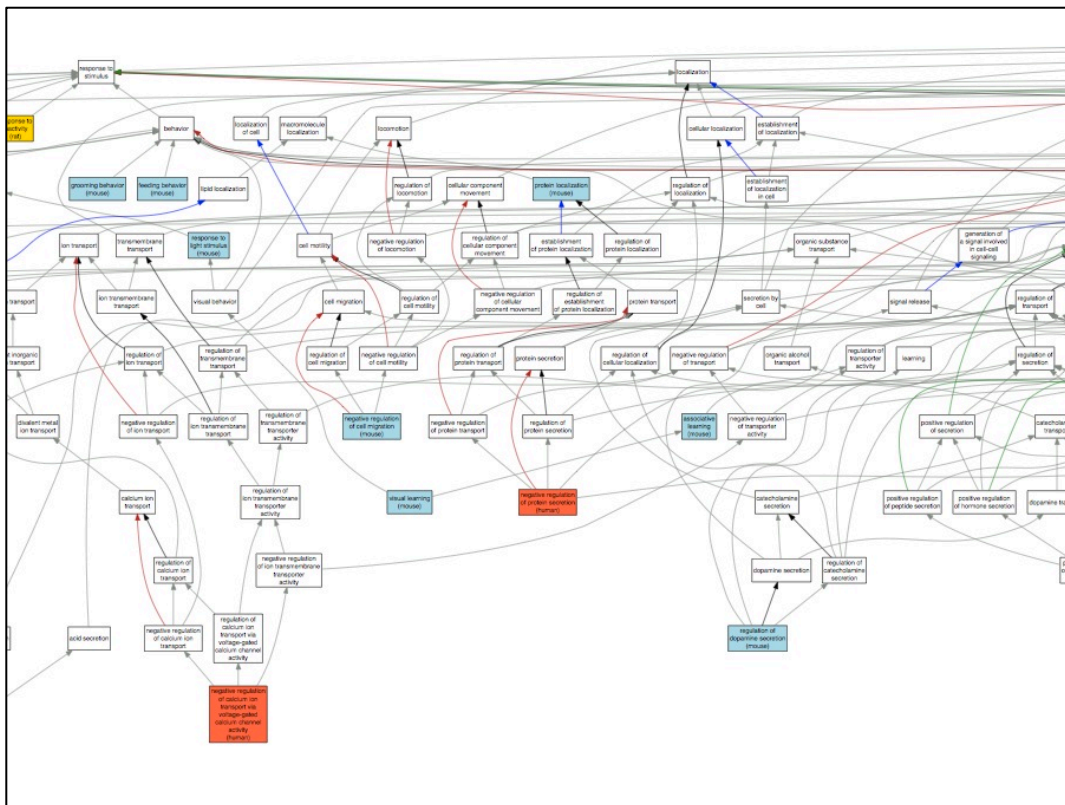 response to
stimulus
localization
activity
(rat)
behavior
localization
of cell
macromolecule
localization
locomotion
cellular localization
establishment
of localization
grooming behavior
(mouse)
feeding behavior
(mouse)
lipid localization
regulation of
locomotion
cellular component
movement
protein localization
(mouse)
regulation of
localization
establishment
of localization
in cell
ion transport
transmembrane
transport
response to
light stimulus
(mouse)
cell motility
negative regulation
of locomotion
regulation of
cellular component
movement
establishment
of protein localization
regulation of
protein localization
organic substance
transport
generation of
a signal involved
in cell-cell
signaling
transport
ion transmembrane
transport
visual behavior
cell migration
regulation of
cell motility
negative regulation
of cellular
component movement
regulation of
establishment
of protein localization
protein transport
secretion by
cell
signal release
regulation of
transport
inorganic
transport
regulation of
ion transport
regulation of
transmembrane
transport
regulation of
cell migration
negative regulation
of cell motility
regulation of
protein transport
protein secretion
regulation of
cellular localization
negative regulation
of transport
organic alcohol
transport
regulation of
transporter
activity
learning
regulation of
secretion
divalent metal
ion transport
negative regulation
of ion transport
regulation of
ion transmembrane
transport
regulation of
transmembrane
transporter
activity
negative regulation
of cell migration
(mouse)
negative regulation
of protein transport
regulation of
protein secretion
associative
learning
(mouse)
negative regulation
of transporter
activity
positive regulation
of secretion
calcium ion
transport
regulation of
ion transmembrane
transporter
activity
visual learning
(mouse)
negative regulation
of protein secretion
(human)
catecholamine
secretion
positive regulation
of peptide secretion
positive regulation
of hormone secretion
regulation of
calcium ion
transport
negative regulation
of ion transmembrane
transporter
activity
dopamine secretion
regulation of
catecholamine
secretion
acid secretion
negative regulation
of calcium ion
transport
regulation of
calcium ion
transport via
voltage-gated
calcium channel
activity
regulation of
dopamine secretion
(mouse)
negative regulation
of calcium ion
transport via
voltage-gated
calcium channel
activity
(human)